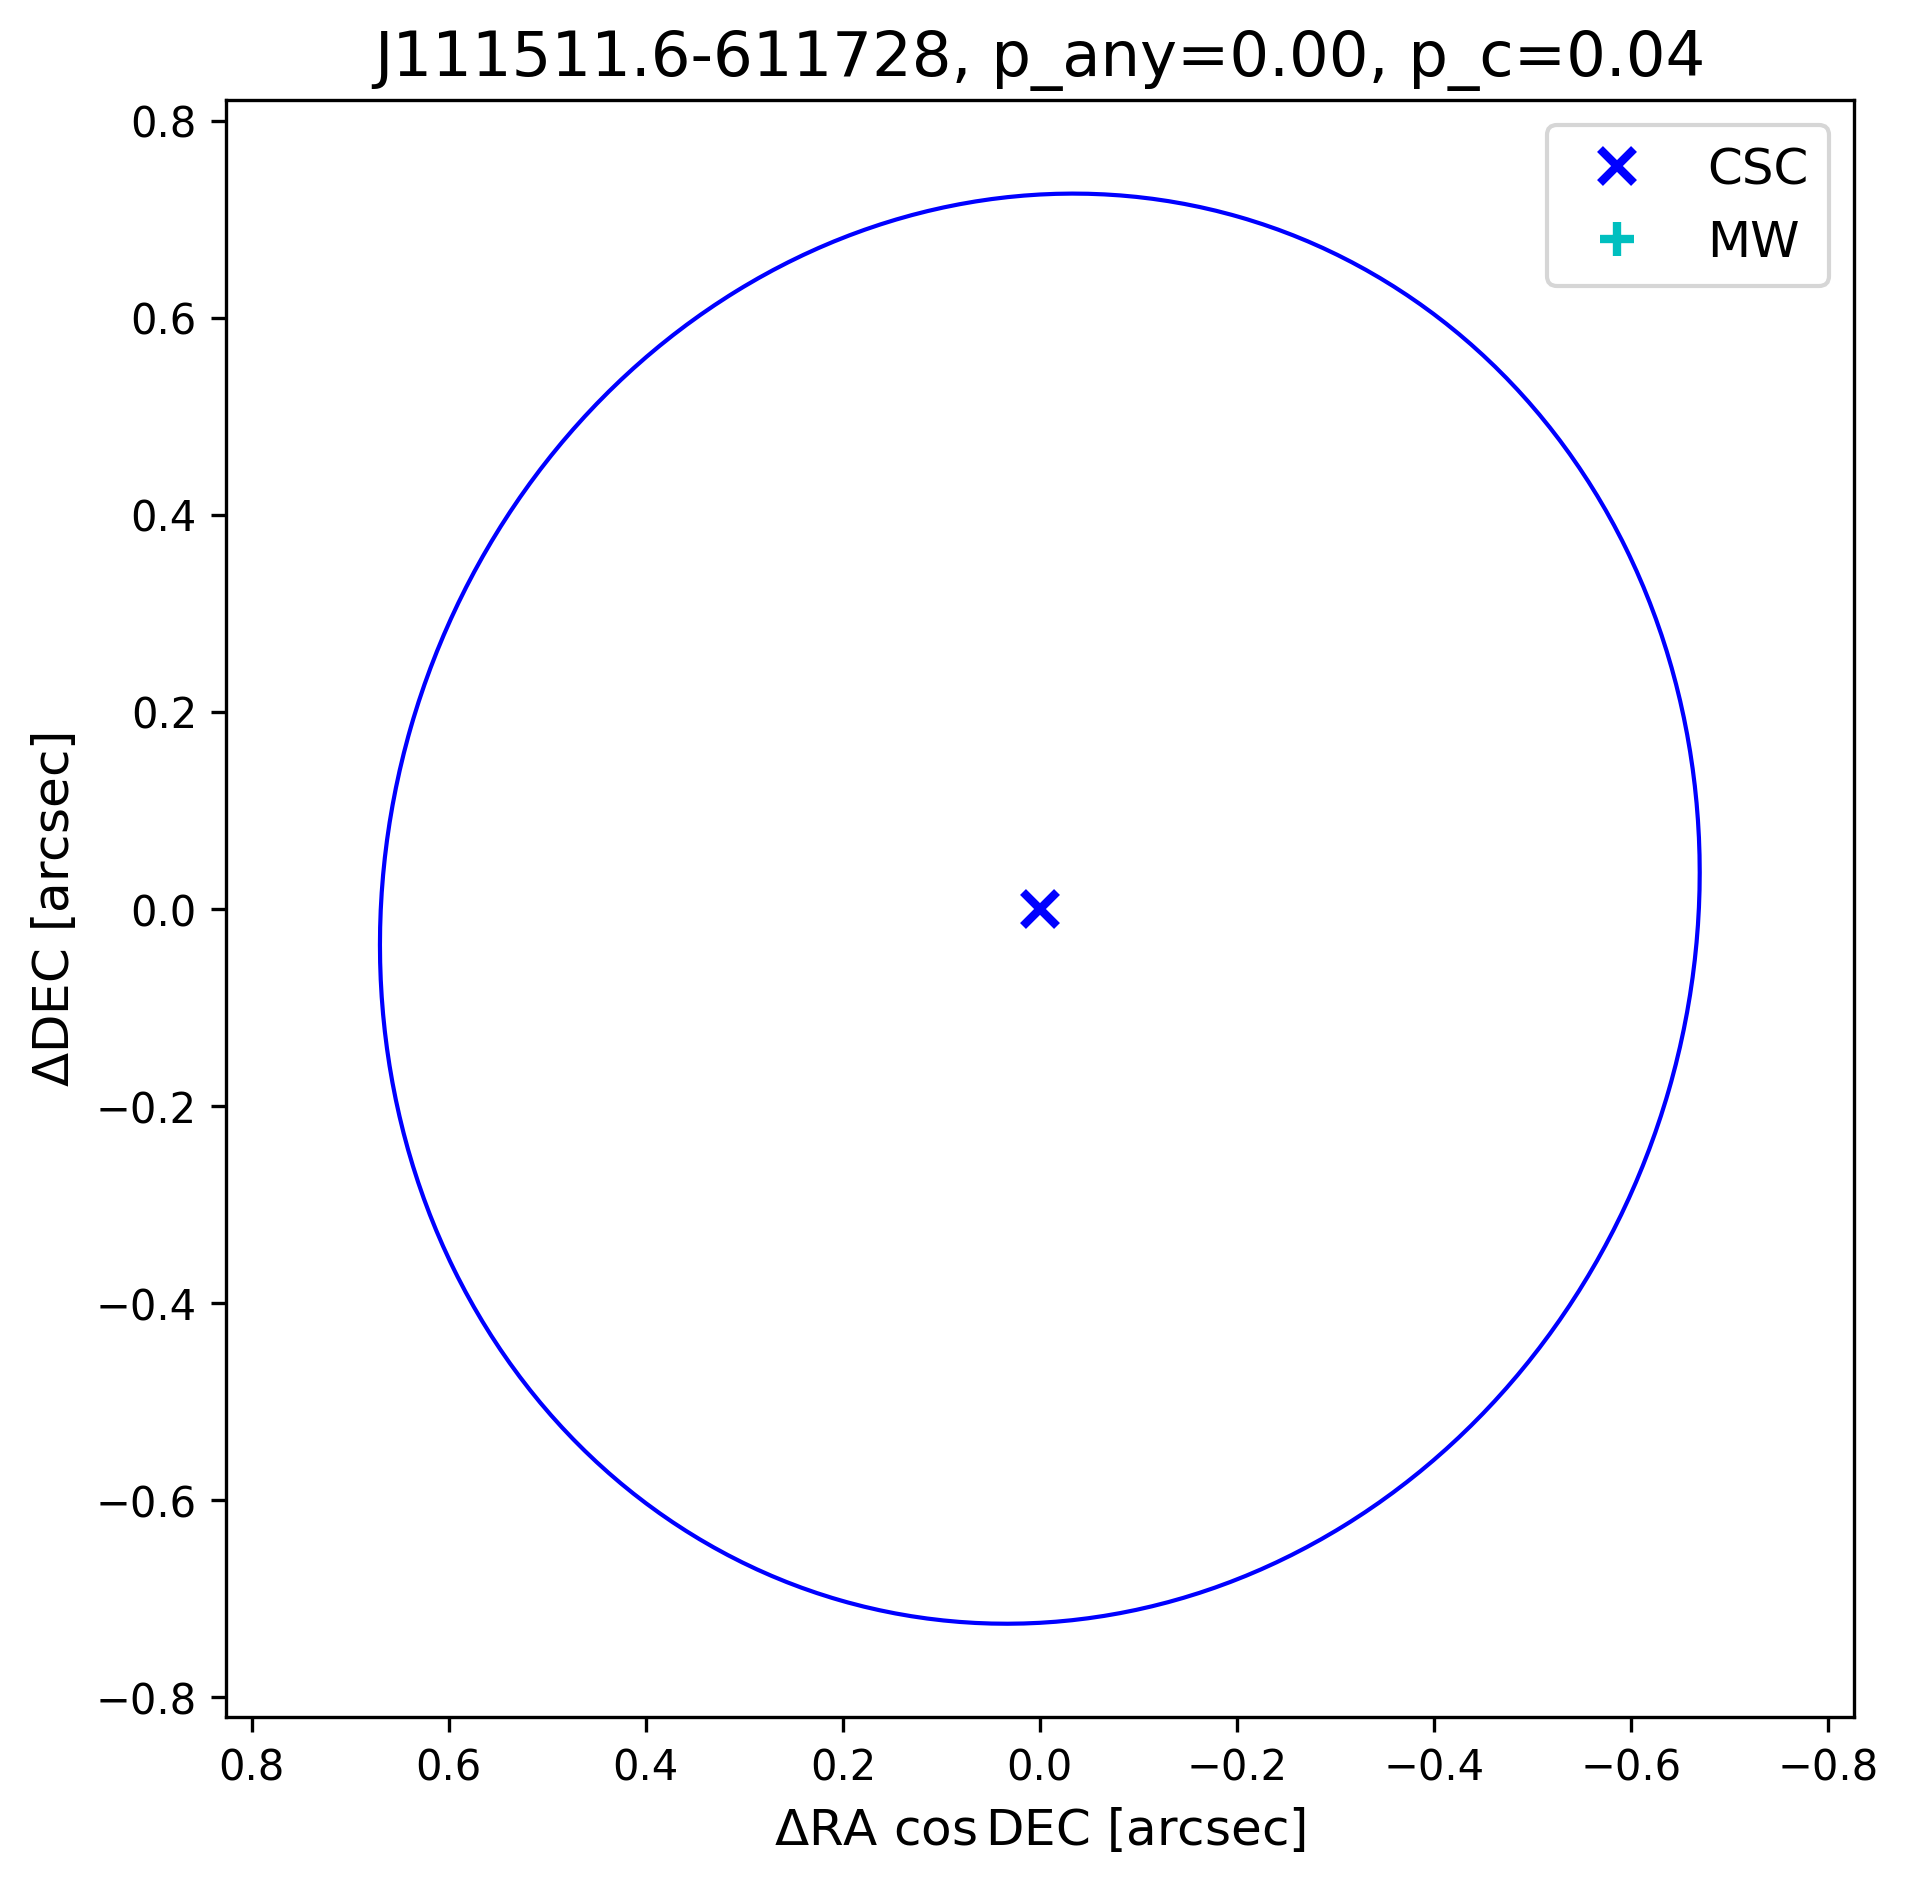 J111511.6-611728, p_any=0.00, p_c=0.04
CSC
MW
0.8
0.6
0.4
0.2
0.0
−0.2
−0.4
−0.6
−0.8
ΔDEC [arcsec]
0.8 0.6 0.4 0.2 0.0 −0.2 −0.4 −0.6 −0.8
ΔRA cos DEC [arcsec]